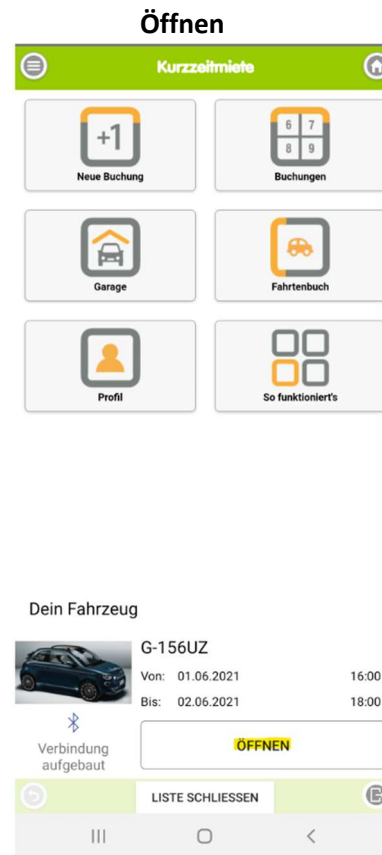 Öffnen
Kurzzeitmiete
+1
6 7
8 9
Neue Buchung
Buchungen
Garage
Fahrtenbuch
Profil
So funktioniert's
Dein Fahrzeug
G-156UZ
Von: 01.06.2021 16:00
Bis: 02.06.2021 18:00
Verbindung
aufgebaut
ÖFFNEN
LISTE SCHLIESSEN